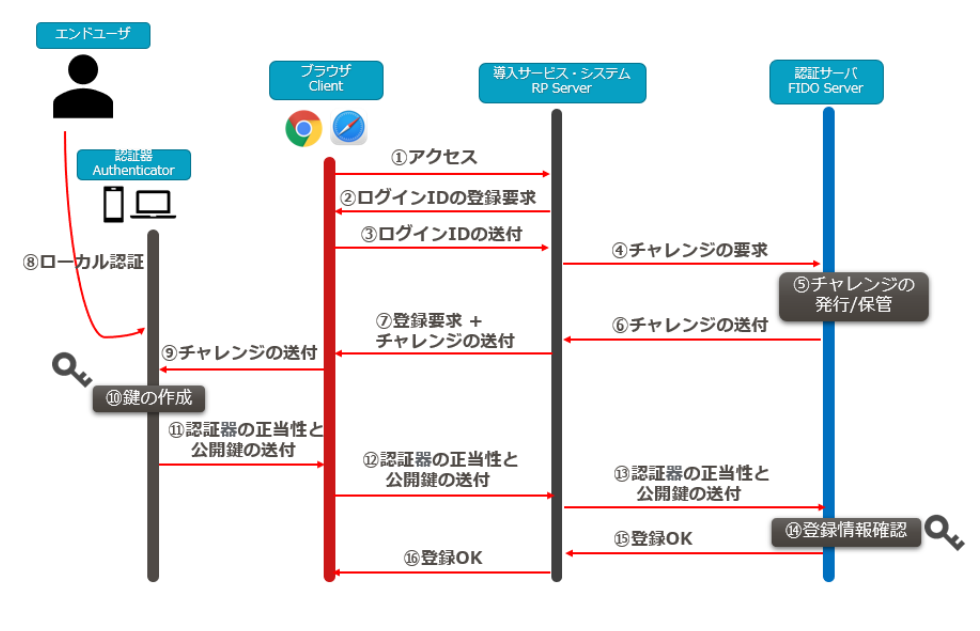 エンドユーザ
ブラウザ
Client
導入サービス・システム
RP Server
認証サーバ
FIDO Server
認証器
Authenticator
①アクセス
②ログインIDの登録要求
③ログインIDの送付
④チャレンジの要求
⑤チャレンジの
発行/保管
⑥チャレンジの送付
⑦登録要求 +
チャレンジの送付
⑧ローカル認証
⑨チャレンジの送付
⑩鍵の作成
⑪認証器の正当性と
公開鍵の送付
⑫認証器の正当性と
公開鍵の送付
⑬認証器の正当性と
公開鍵の送付
⑭登録情報確認
⑮登録OK
⑯登録OK